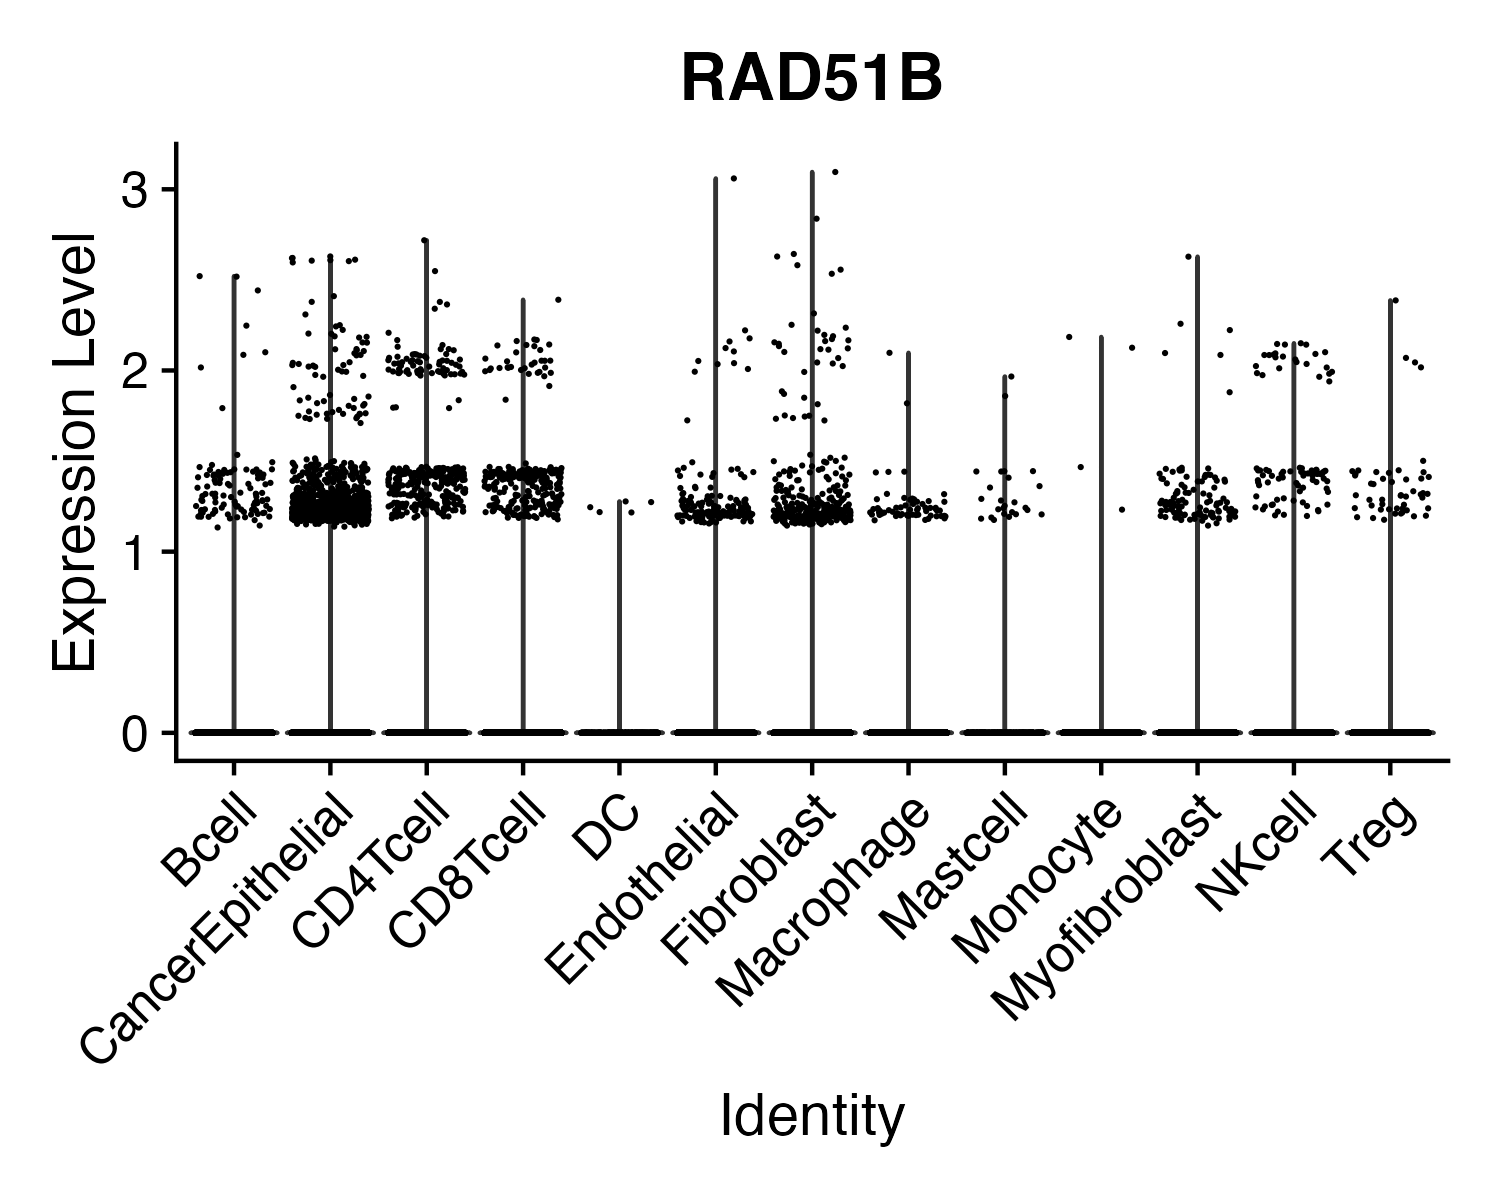 RAD51B
Expression Level
3
2
1
0
Bcell
CancerEpithelial
CD4Tcell
CD8Tcell
DC
Endothelial
Fibroblast
Macrophage
Mastcell
Monocyte
Myofibroblast
NKcell
Treg
Identity